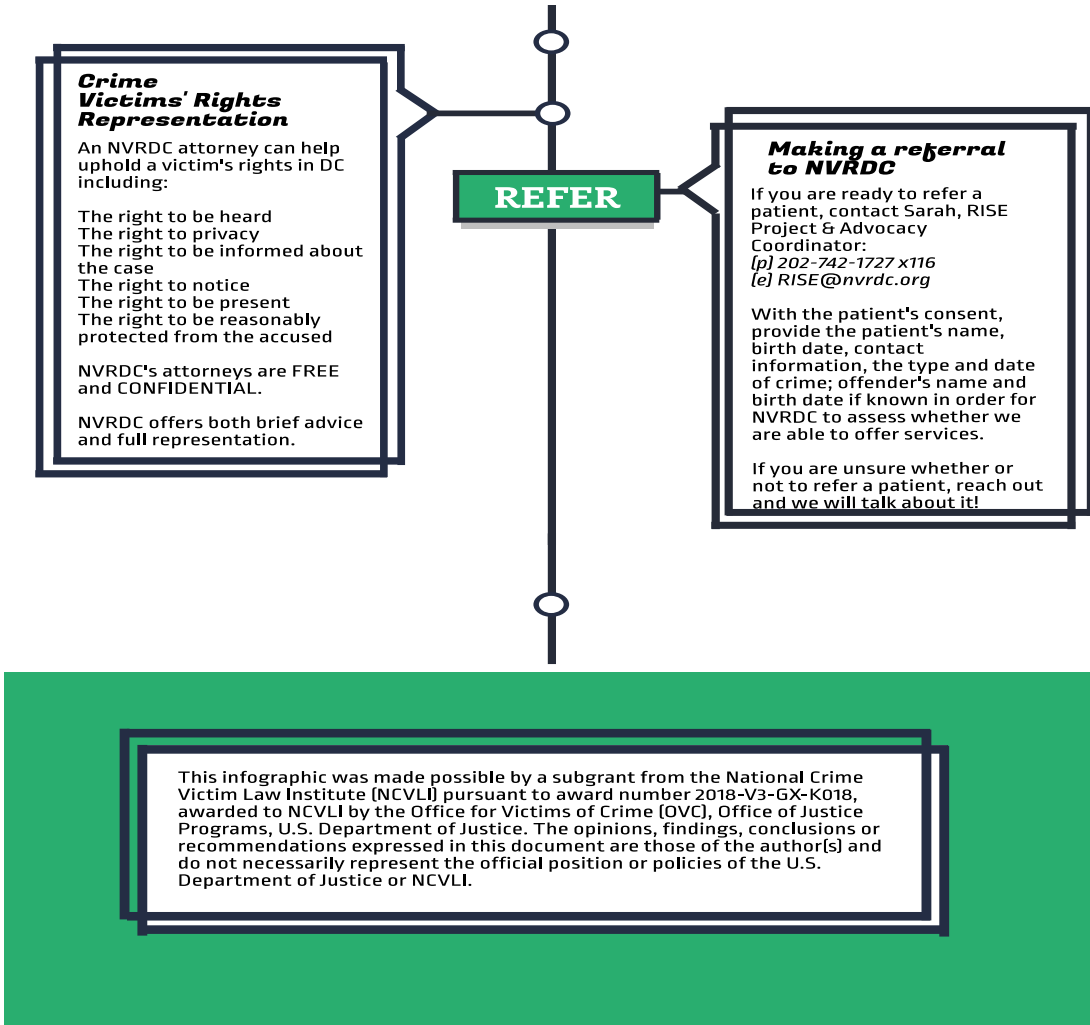 Crime
Victims' Rights
Representation
An NVRDC attorney can help
uphold a victim's rights in DC
including:
The right to be heard
The right to privacy
The right to be informed about
the case
The right to notice
The right to be present
The right to be reasonably
protected from the accused
NVRDC's attorneys are FREE
and CONFIDENTIAL.
NVRDC offers both brief advice
and full representation.
REFER
Making a referral
to NVRDC
If you are ready to refer a
patient, contact Sarah, RISE
Project & Advocacy
Coordinator:
(p) 202-742-1727 x116
(e) RISE@nvrdc.org
With the patient's consent,
provide the patient's name,
birth date, contact
information, the type and date
of crime; offender's name and
birth date if known in order for
NVRDC to assess whether we
are able to offer services.
If you are unsure whether or
not to refer a patient, reach out
and we will talk about it!
This infographic was made possible by a subgrant from the National Crime
Victim Law Institute (NCVLI) pursuant to award number 2018-V3-GX-K018,
awarded to NCVLI by the Office for Victims of Crime (OVC), Office of Justice
Programs, U.S. Department of Justice. The opinions, findings, conclusions or
recommendations expressed in this document are those of the author(s) and
do not necessarily represent the official position or policies of the U.S.
Department of Justice or NCVLI.